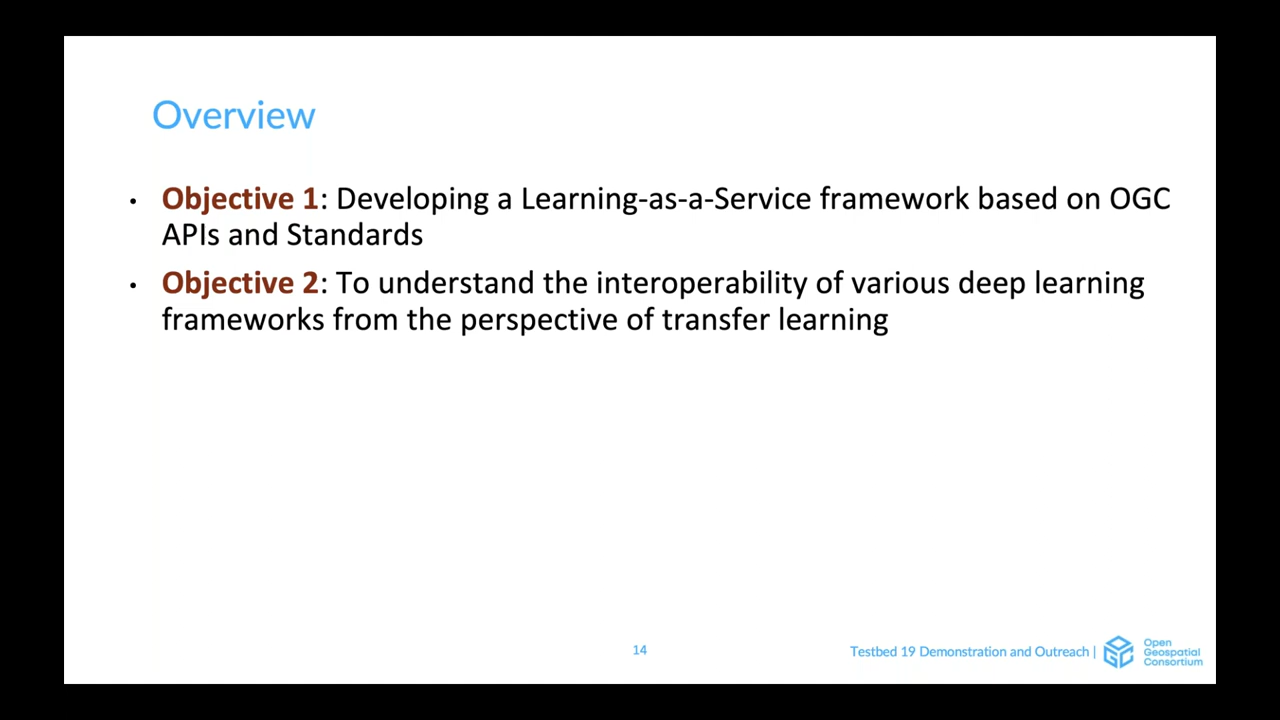 Overview
• Objective 1: Developing a Learning-as-a-Service framework based on OGC
APIs and Standards
• Objective 2: To understand the interoperability of various deep learning
frameworks from the perspective of transfer learning
14
Testbed 19 Demonstration and Outreach |
Open
Geospatial
Consortium